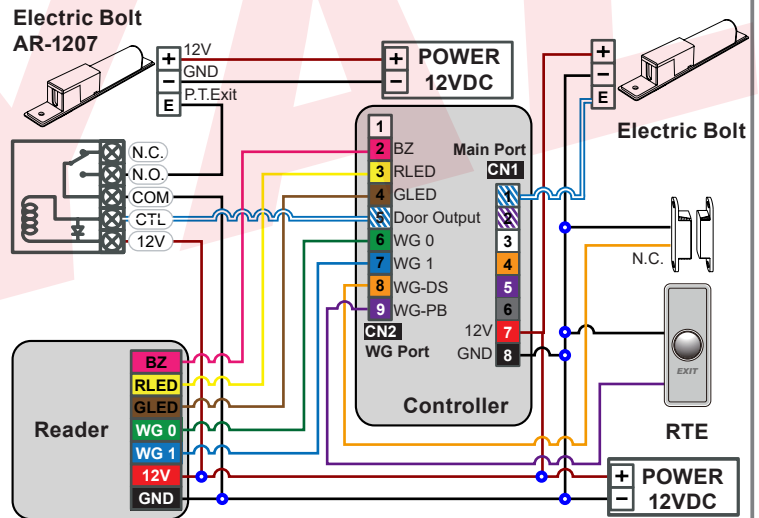 Electric Bolt
AR-1207
+ 12V
− GND
E P.T.Exit
+ POWER
− 12VDC
+
−
E
Electric Bolt
N.C.
N.O.
COM
CTL
12V
1
2 BZ
3 RLED
4 GLED
5 Door Output
6 WG 0
7 WG 1
8 WG-DS
9 WG-PB
CN2
WG Port
Main Port
CN1
1
2
3
4
5
6
12V 7
GND 8
Controller
N.C.
EXIT
RTE
Reader
BZ
RLED
GLED
WG 0
WG 1
12V
GND
+ POWER
− 12VDC